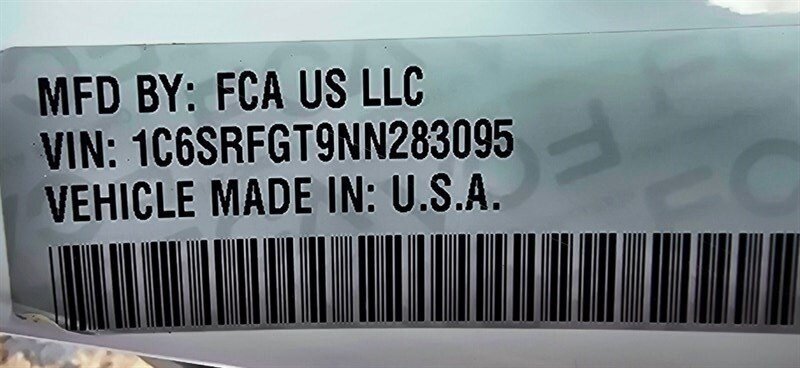 MFD BY: FCA US LLC
VIN: 1C6SRFGT9NN283095
VEHICLE MADE IN: U.S.A.